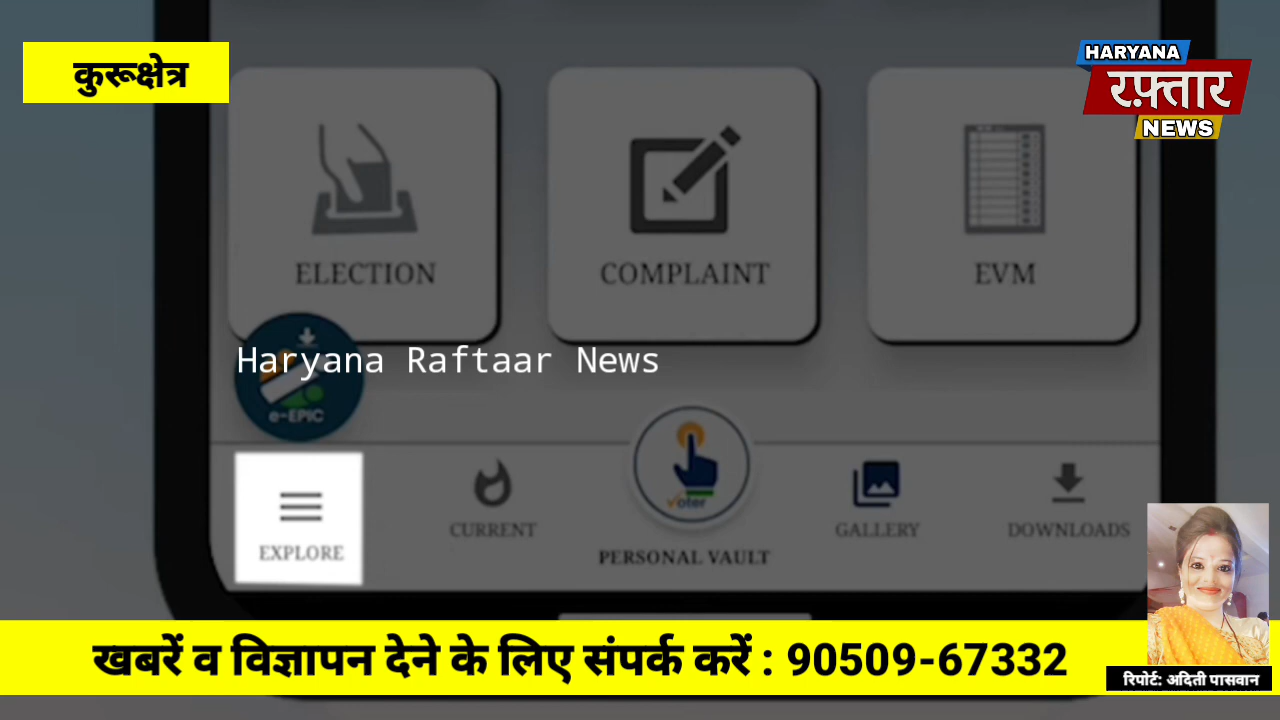 कुरूक्षेत्र
HARYANA
रफ़्तार
NEWS
ELECTION
COMPLAINT
EVM
Haryana Raftaar News
e-EPIC
Voter
EXPLORE
CURRENT
PERSONAL VAULT
GALLERY
DOWNLOADS
खबरें व विज्ञापन देने के लिए संपर्क करें : 90509-67332
रिपोर्ट: अदिती पासवान